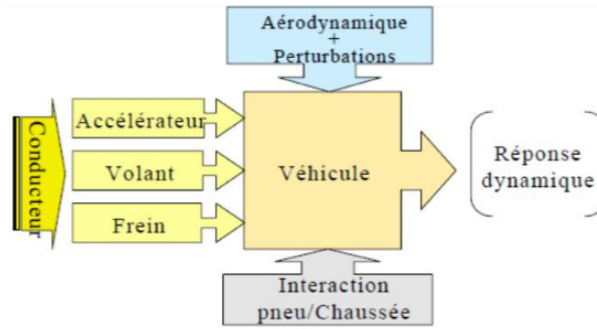 Aérodynamique
+
Perturbations
Conducteur
Accélérateur
Volant
Frein
Véhicule
Réponse
dynamique
Interaction
pneu/Chaussée